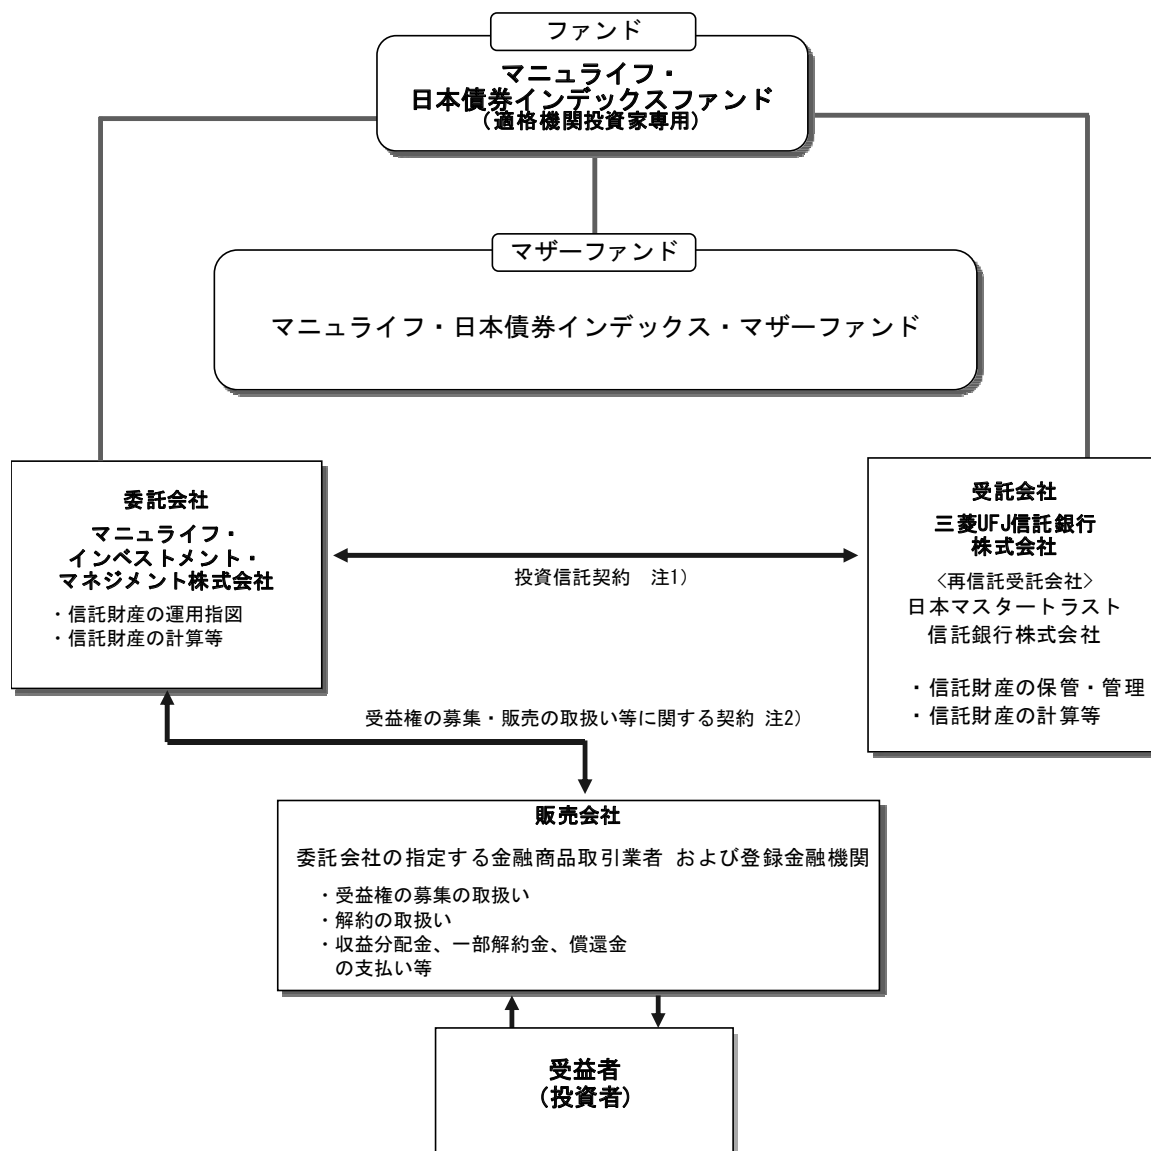 ファンド
マニュライフ・
日本債券インデックスファンド
（適格機関投資家専用）
マザーファンド
マニュライフ・日本債券インデックス・マザーファンド
委託会社
マニュライフ・
インベストメント・
マネジメント株式会社
・信託財産の運用指図
・信託財産の計算等
投資信託契約　注1）
受託会社
三菱UFJ信託銀行
株式会社
〈再信託受託会社〉
日本マスタートラスト
信託銀行株式会社
・信託財産の保管・管理
・信託財産の計算等
受益権の募集・販売の取扱い等に関する契約 注2）
販売会社
委託会社の指定する金融商品取引業者 および登録金融機関
・受益権の募集の取扱い
・解約の取扱い
・収益分配金、一部解約金、償還金
の支払い等
受益者
（投資者）